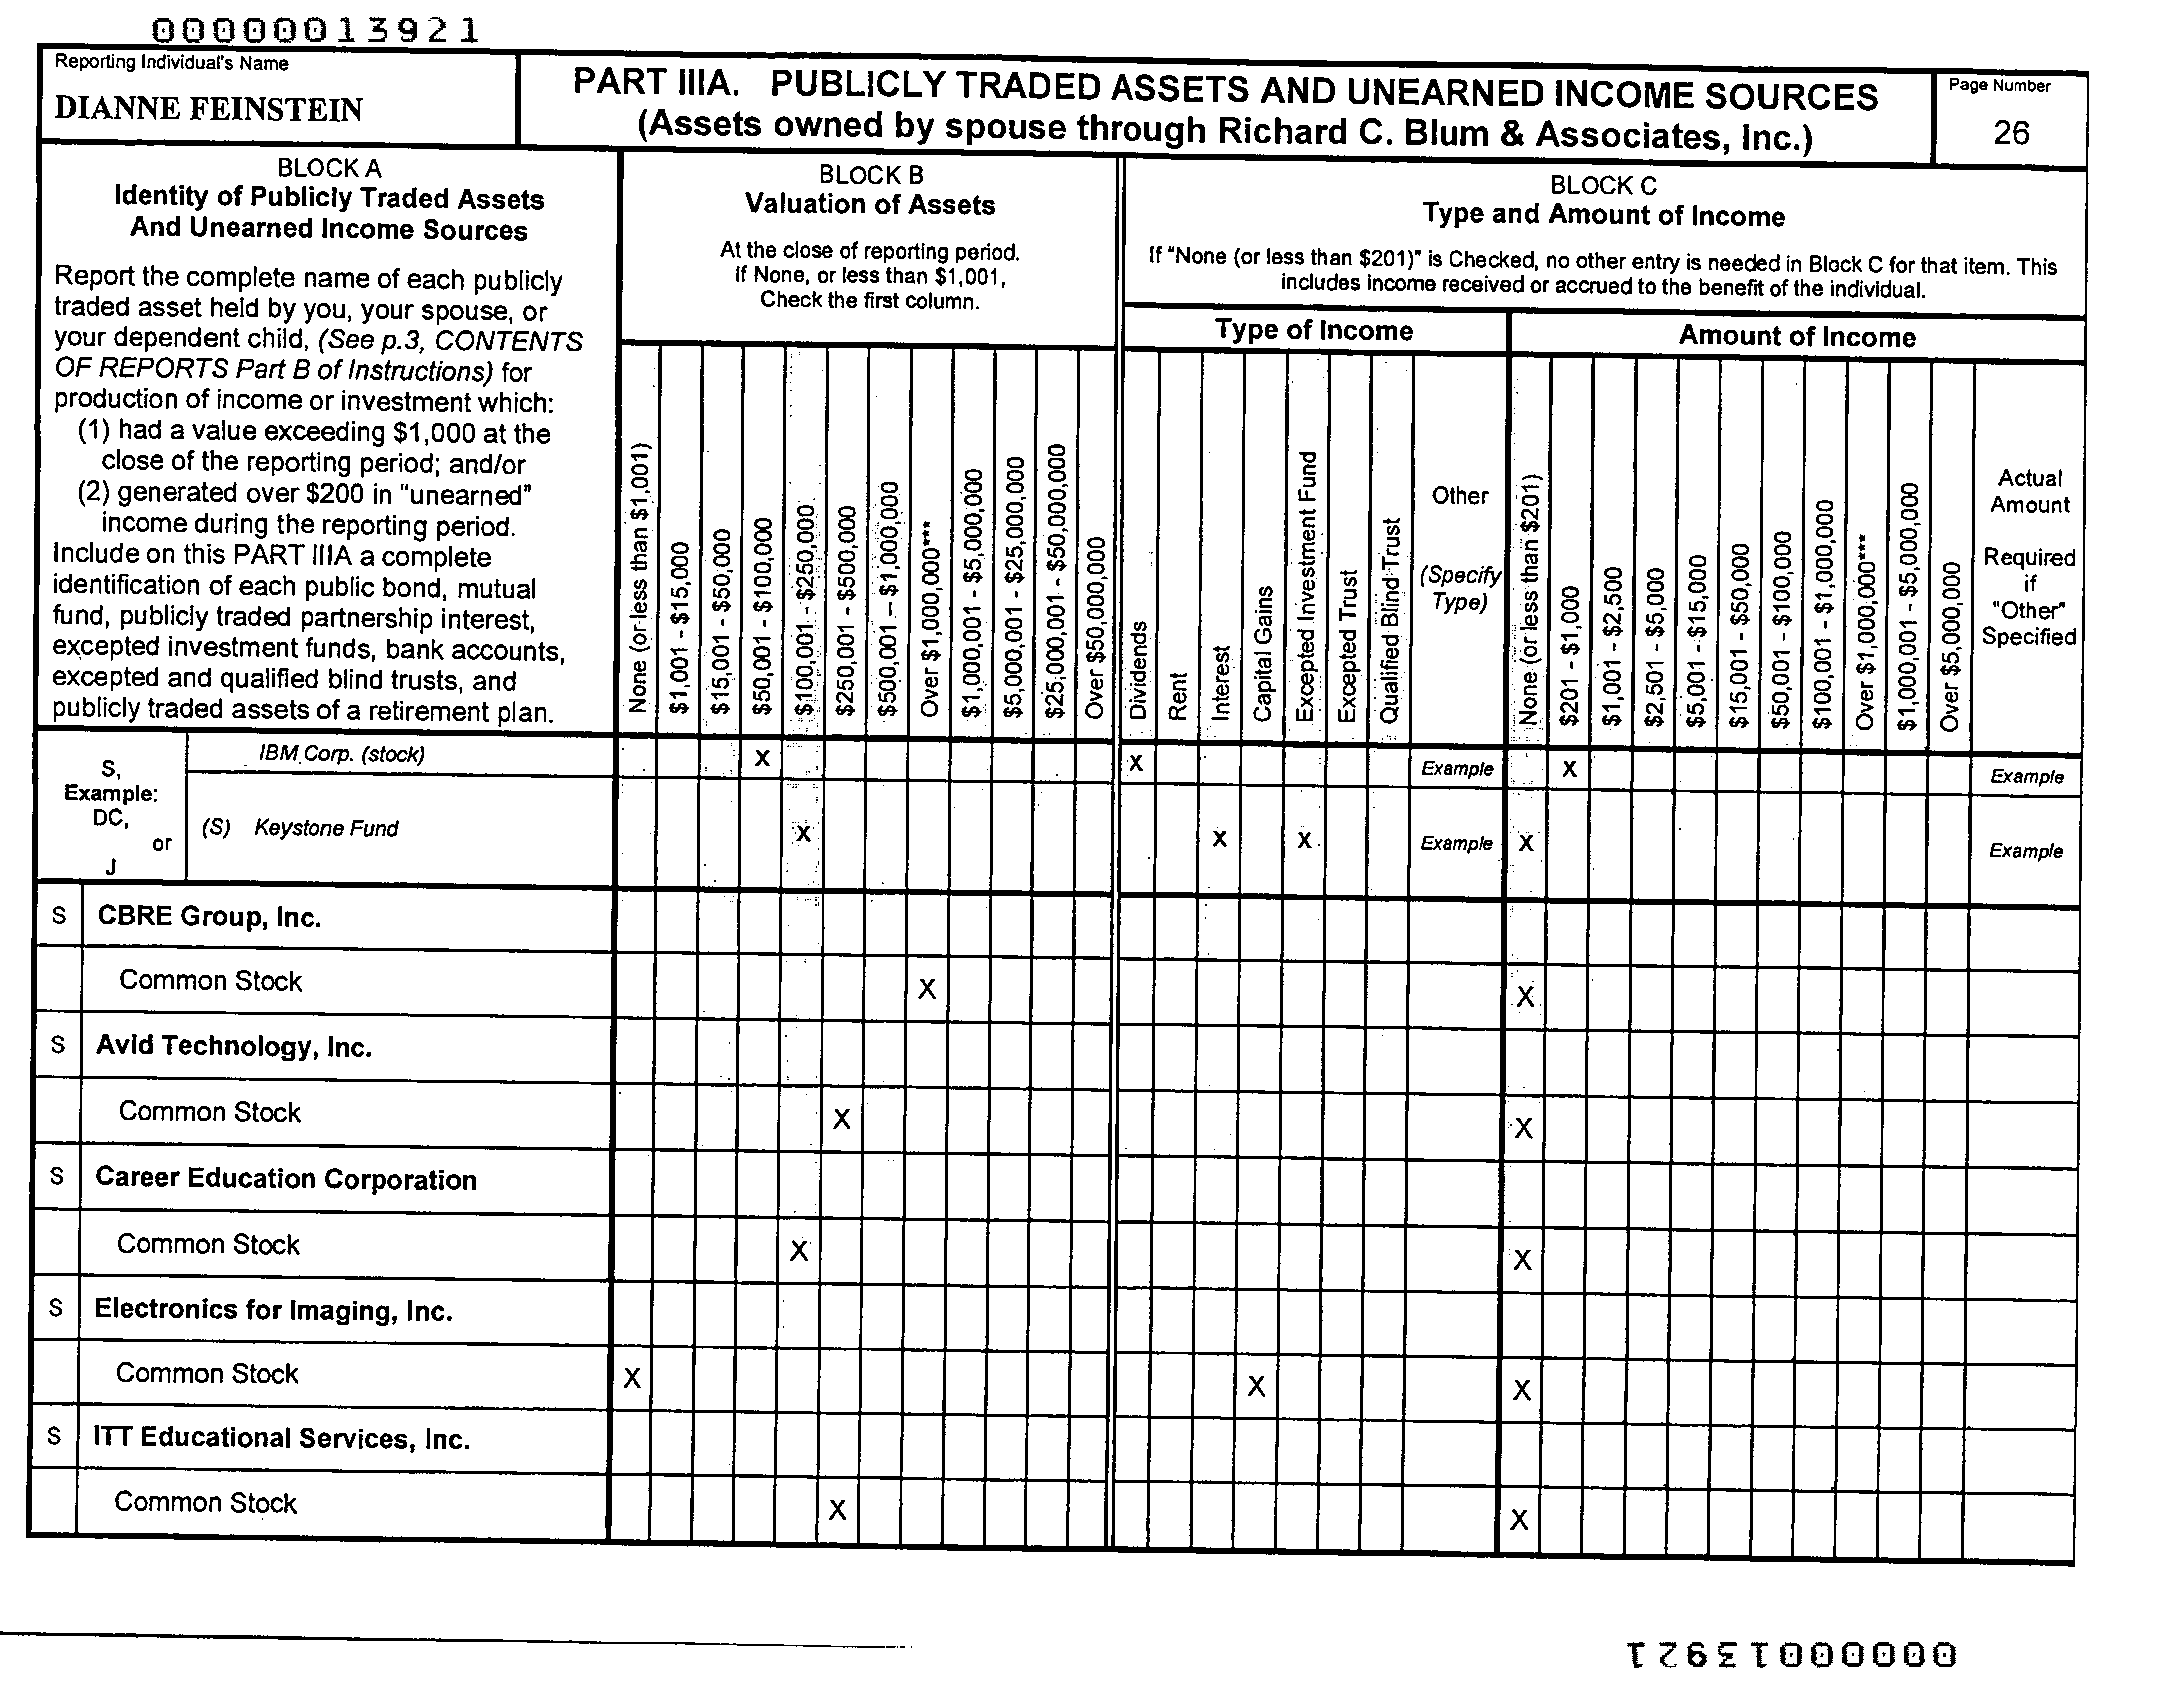 00000013921
Reporting Individual's Name
DIANNE FEINSTEIN
PART IIIA. PUBLICLY TRADED ASSETS AND UNEARNED INCOME SOURCES
(Assets owned by spouse through Richard C. Blum & Associates, Inc.)
Page Number
26
BLOCK A
Identity of Publicly Traded Assets
And Unearned Income Sources
Report the complete name of each publicly
traded asset held by you, your spouse, or
your dependent child, (See p.3, CONTENTS
OF REPORTS Part B of Instructions) for
production of income or investment which:
(1) had a value exceeding $1,000 at the
close of the reporting period; and/or
(2) generated over $200 in "unearned"
income during the reporting period.
Include on this PART IIIA a complete
identification of each public bond, mutual
fund, publicly traded partnership interest,
excepted investment funds, bank accounts,
excepted and qualified blind trusts, and
publicly traded assets of a retirement plan.
BLOCK B
Valuation of Assets
At the close of reporting period.
If None, or less than $1,001,
Check the first column.
None (or less than $1,001)
$1,001 - $15,000
$15,001 - $50,000
$50,001 - $100,000
$100,001 - $250,000
$250,001 - $500,000
$500,001 - $1,000,000
Over $1,000,000***
$1,000,001 - $5,000,000
$5,000,001 - $25,000,000
$25,000,001 - $50,000,000
Over $50,000,000
BLOCK C
Type and Amount of Income
If "None (or less than $201)" is Checked, no other entry is needed in Block C for that item. This
includes income received or accrued to the benefit of the individual.
Type of Income
Dividends
Rent
Interest
Capital Gains
Excepted Investment Fund
Excepted Trust
Qualified Blind Trust
Other
(Specify
Type)
Amount of Income
None (or less than $201)
$201 - $1,000
$1,001 - $2,500
$2,501 - $5,000
$5,001 - $15,000
$15,001 - $50,000
$50,001 - $100,000
$100,001 - $1,000,000
Over $1,000,000***
$1,000,001 - $5,000,000
Over $5,000,000
Actual
Amount
Required
if
"Other"
Specified
S,
Example:
DC,
or
J
IBM Corp. (stock) X X Example X Example
(S) Keystone Fund X X X Example X Example
S CBRE Group, Inc.
Common Stock X X
S Avid Technology, Inc.
Common Stock X X
S Career Education Corporation
Common Stock X X
S Electronics for Imaging, Inc.
Common Stock X X X
S ITT Educational Services, Inc.
Common Stock X X
00000013921